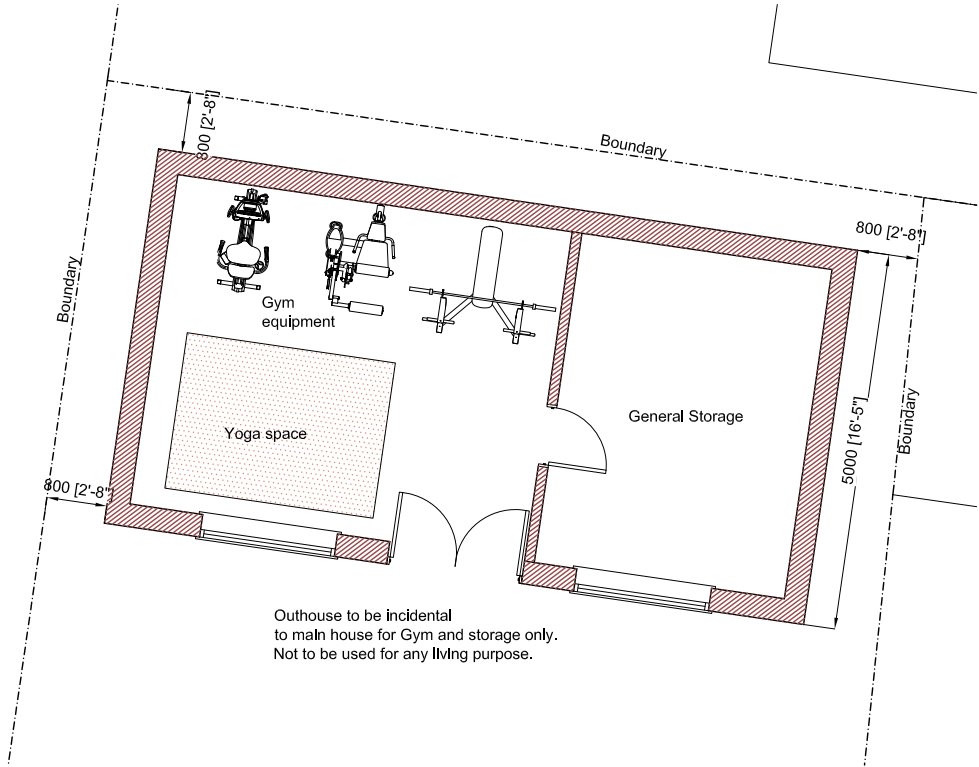 800 [2'-8"]
Boundary
800 [2'-8"]
Boundary
Gym
equipment
General Storage
Boundary
5000 [16'-5"]
Yoga space
800 [2'-8"]
Outhouse to be incidental
to main house for Gym and storage only.
Not to be used for any living purpose.